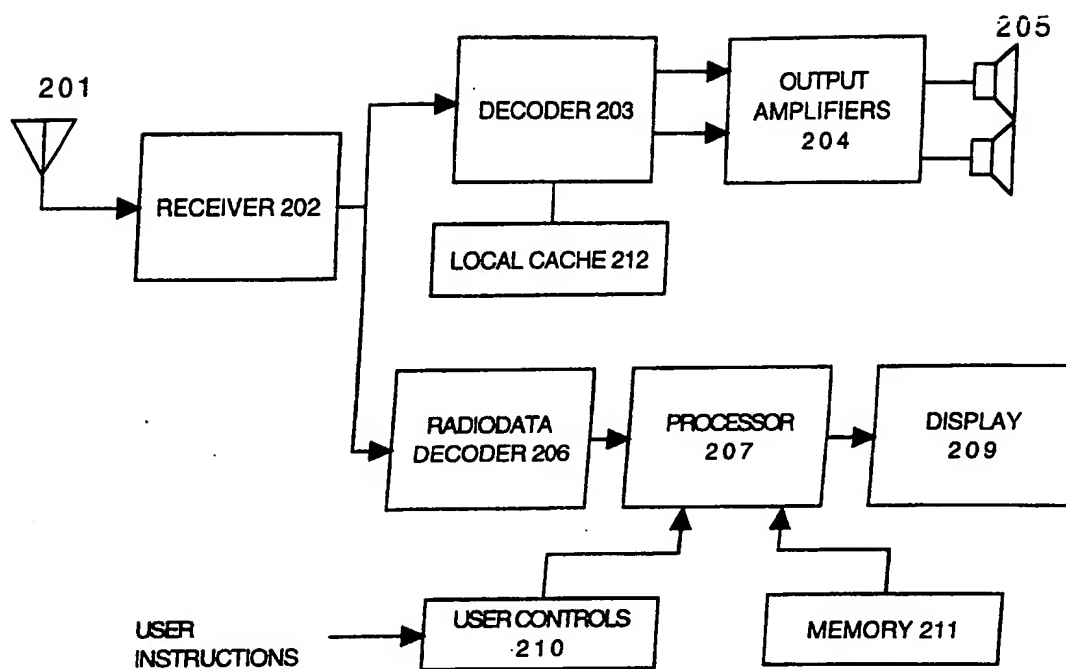 205
201
DECODER 203
OUTPUT
AMPLIFIERS
204
RECEIVER 202
LOCAL CACHE 212
RADIODATA
DECODER 206
PROCESSOR
207
DISPLAY
209
USER
INSTRUCTIONS
USER CONTROLS
210
MEMORY 211